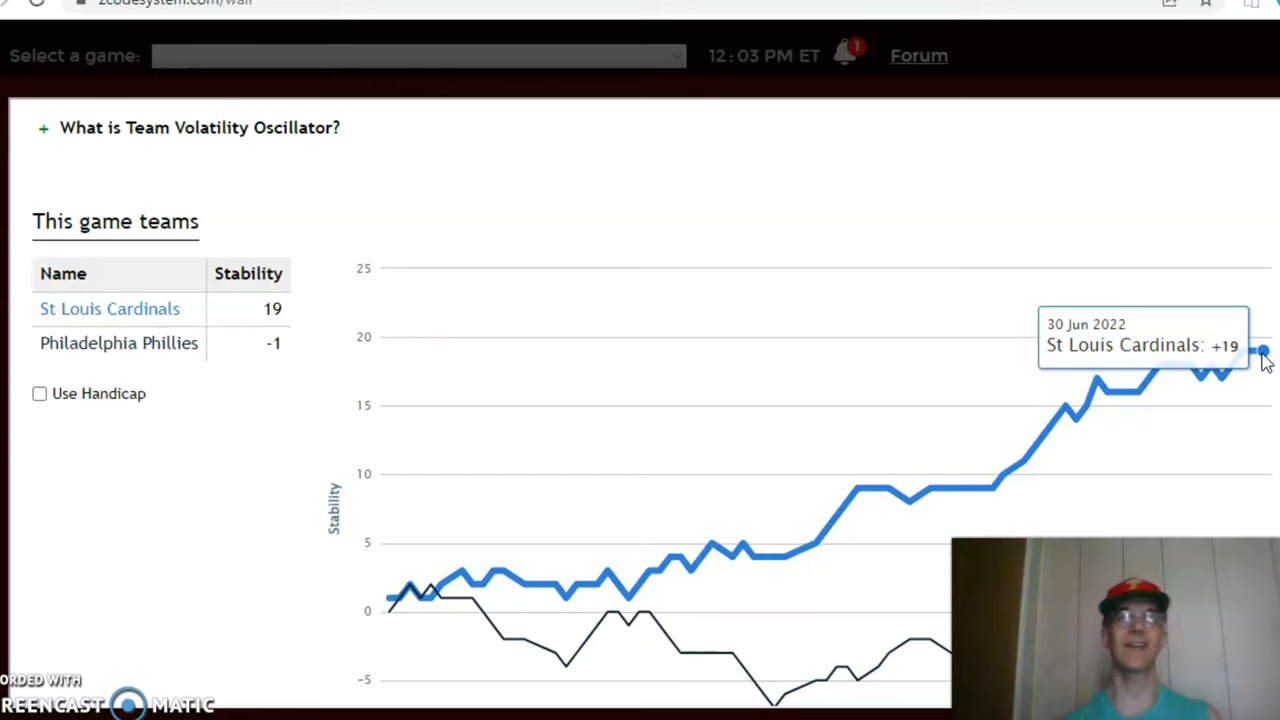 zcodesystem.com/wall
Select a game:
12:03 PM ET
1
Forum
+ What is Team Volatility Oscillator?
This game teams
Name Stability
St Louis Cardinals 19
Philadelphia Phillies -1
Use Handicap
25
20
15
10
5
0
-5
Stability
30 Jun 2022
St Louis Cardinals: +19
ORDED WITH
REENCAST MATIC